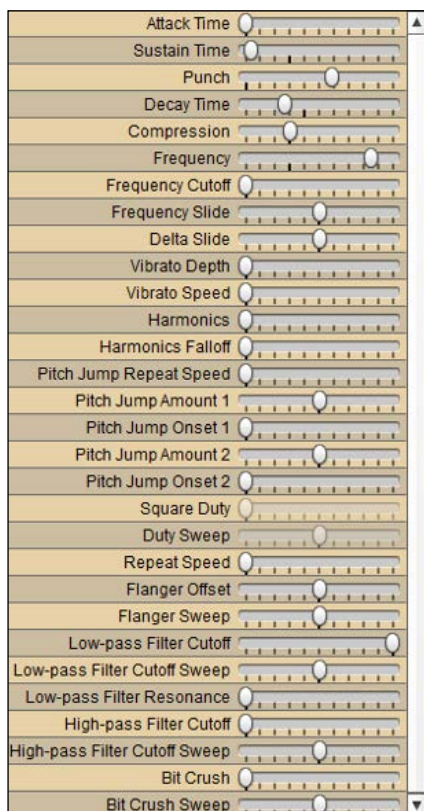 Attack Time
Sustain Time
Punch
Decay Time
Compression
Frequency
Frequency Cutoff
Frequency Slide
Delta Slide
Vibrato Depth
Vibrato Speed
Harmonics
Harmonics Falloff
Pitch Jump Repeat Speed
Pitch Jump Amount 1
Pitch Jump Onset 1
Pitch Jump Amount 2
Pitch Jump Onset 2
Square Duty
Duty Sweep
Repeat Speed
Flanger Offset
Flanger Sweep
Low-pass Filter Cutoff
Low-pass Filter Cutoff Sweep
Low-pass Filter Resonance
High-pass Filter Cutoff
High-pass Filter Cutoff Sweep
Bit Crush
Bit Crush Sweep